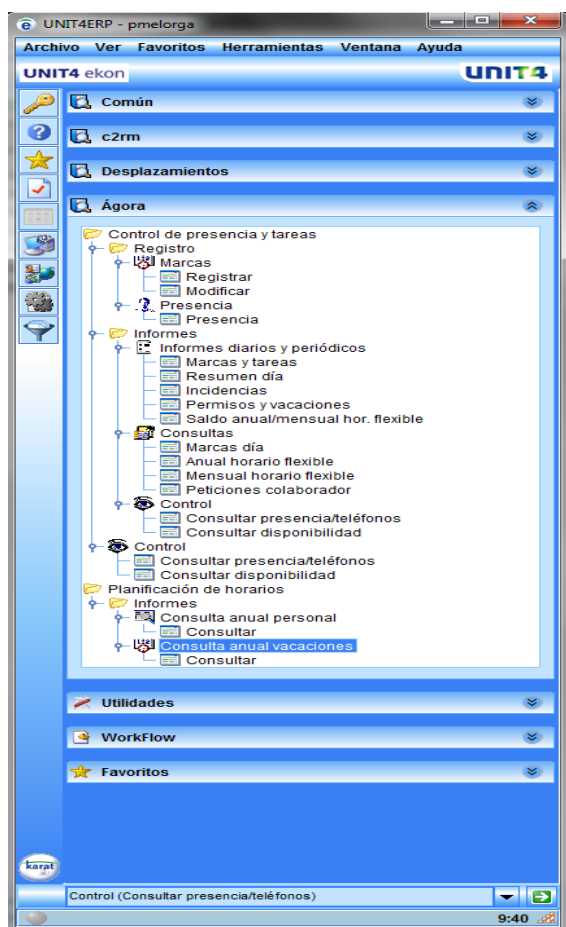 UNIT4ERP - pmelorga
Archivo Ver Favoritos Herramientas Ventana Ayuda
UNIT4 ekon UNIT4
Común
c2rm
Desplazamientos
Ágora
Control de presencia y tareas
Registro
Marcas
Registrar
Modificar
Presencia
Presencia
Informes
Informes diarios y periódicos
Marcas y tareas
Resumen día
Incidencias
Permisos y vacaciones
Saldo anual/mensual hor. flexible
Consultas
Marcas día
Anual horario flexible
Mensual horario flexible
Peticiones colaborador
Control
Consultar presencia/teléfonos
Consultar disponibilidad
Control
Consultar presencia/teléfonos
Consultar disponibilidad
Planificación de horarios
Informes
Consulta anual personal
Consultar
Consulta anual vacaciones
Consultar
Utilidades
WorkFlow
Favoritos
karat
Control (Consultar presencia/teléfonos)
9:40